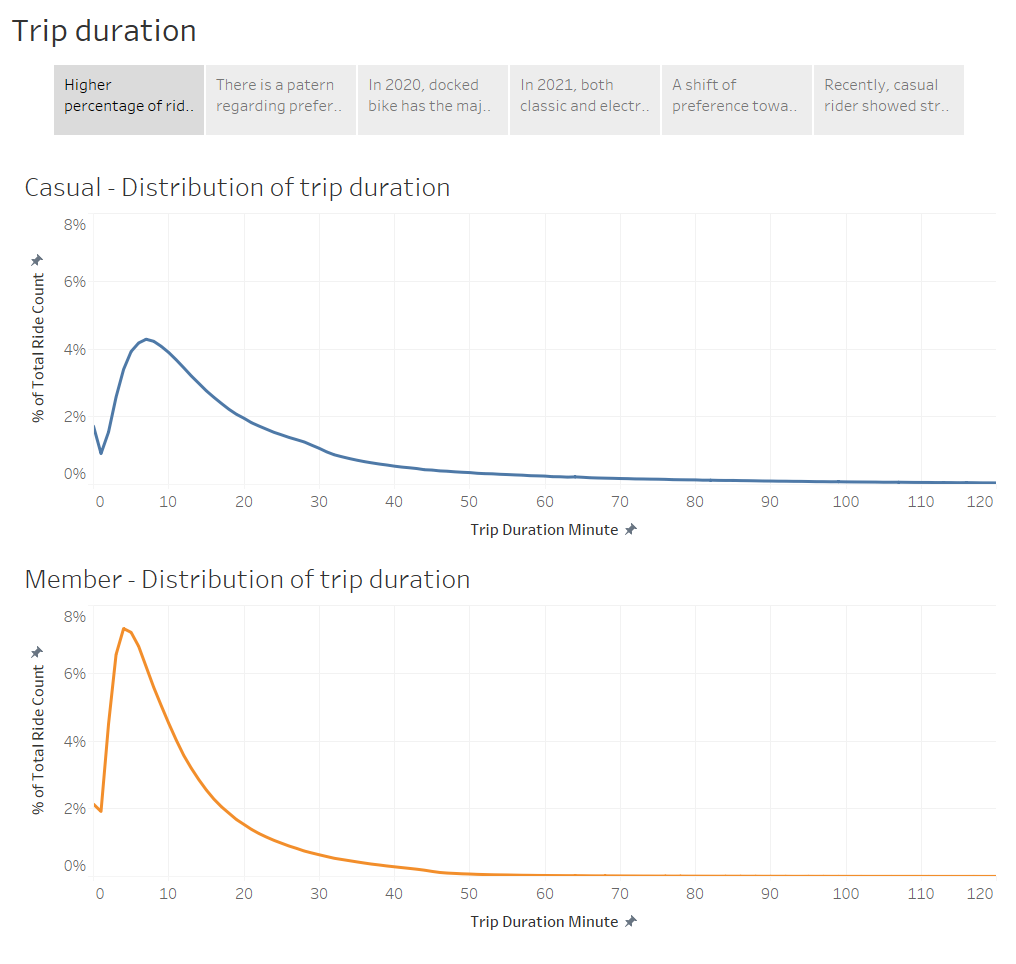 Trip duration
Higher
percentage of rid..
There is a patern
regarding prefer..
In 2020, docked
bike has the maj..
In 2021, both
classic and electr..
A shift of
preference towa..
Recently, casual
rider showed str..
Casual - Distribution of trip duration
% of Total Ride Count
8%
6%
4%
2%
0%
0 10 20 30 40 50 60 70 80 90 100 110 120
Trip Duration Minute
Member - Distribution of trip duration
% of Total Ride Count
8%
6%
4%
2%
0%
0 10 20 30 40 50 60 70 80 90 100 110 120
Trip Duration Minute